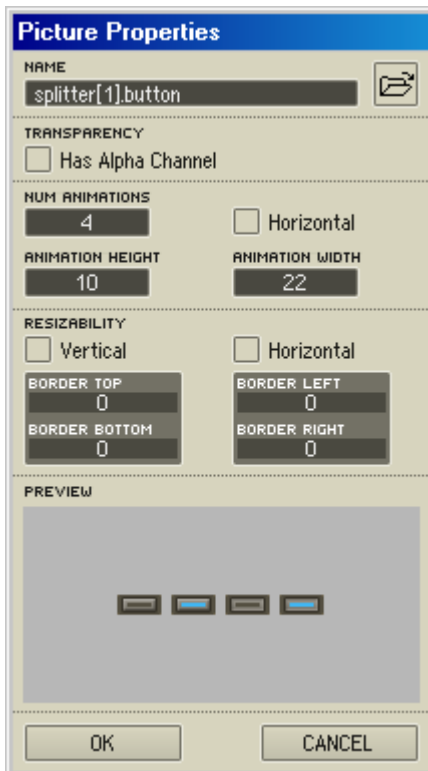 Picture Properties
NAME
splitter[1].button
TRANSPARENCY
Has Alpha Channel
NUM ANIMATIONS
4 Horizontal
ANIMATION HEIGHT ANIMATION WIDTH
10 22
RESIZABILITY
Vertical Horizontal
BORDER TOP BORDER LEFT
0 0
BORDER BOTTOM BORDER RIGHT
0 0
PREVIEW
OK CANCEL